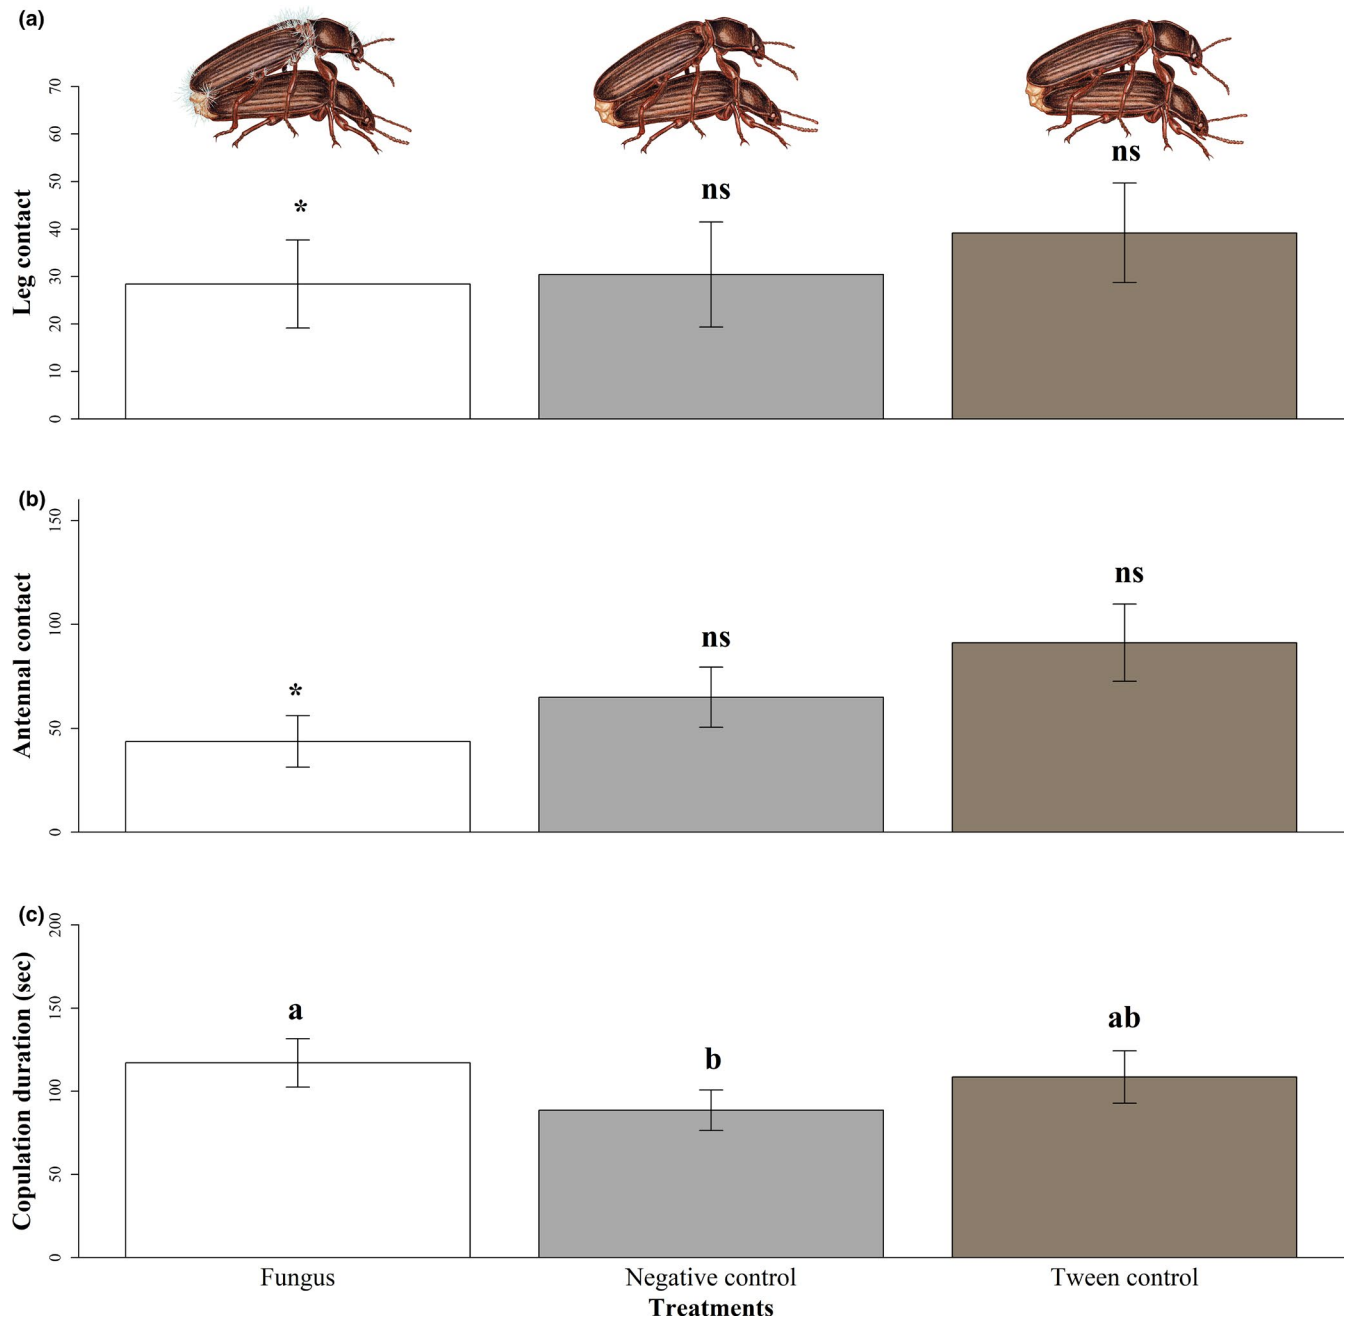 (a)
Leg contact
70
60
50
40
30
20
10
0
*
ns
ns
(b)
Antennal contact
150
100
50
0
*
ns
ns
(c)
Copulation duration (sec)
200
150
100
50
0
a
b
ab
Fungus
Negative control
Tween control
Treatments